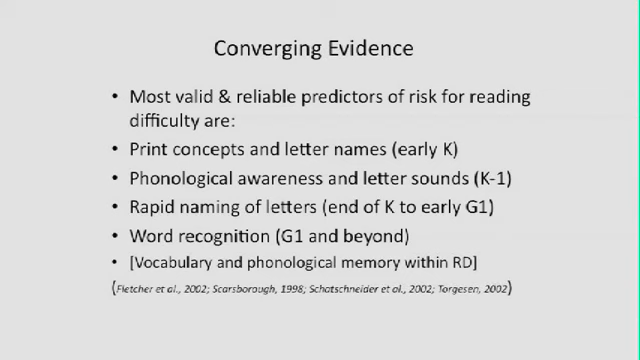 Converging Evidence
• Most valid & reliable predictors of risk for reading
difficulty are:
• Print concepts and letter names (early K)
• Phonological awareness and letter sounds (K-1)
• Rapid naming of letters (end of K to early G1)
• Word recognition (G1 and beyond)
• [Vocabulary and phonological memory within RD]
(Fletcher et al., 2002; Scarsborough, 1998; Schatschneider et al., 2002; Torgesen, 2002)